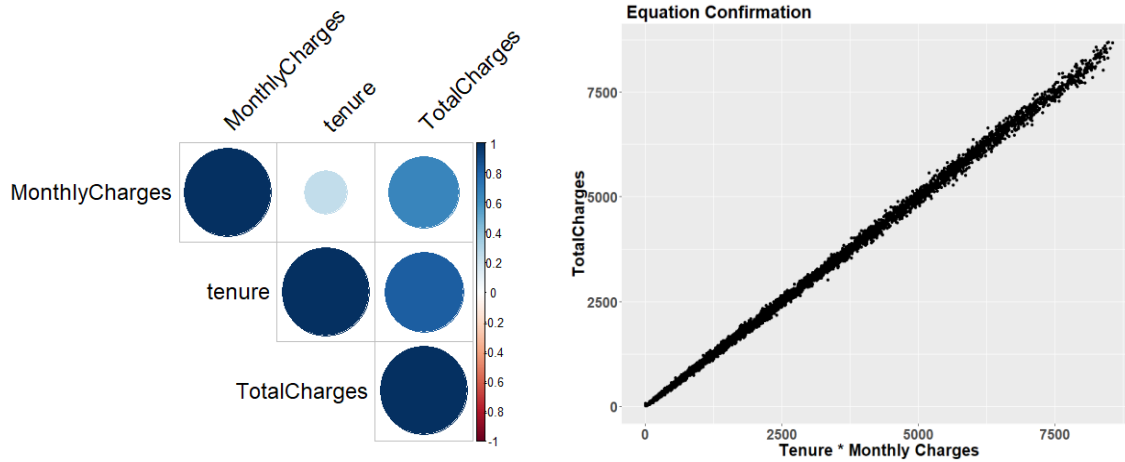 MonthlyCharges
tenure
TotalCharges
MonthlyCharges
tenure
TotalCharges
1
0.8
0.6
0.4
0.2
0
-0.2
-0.4
-0.6
-0.8
-1
Equation Confirmation
TotalCharges
7500
5000
2500
0
0 2500 5000 7500
Tenure * Monthly Charges